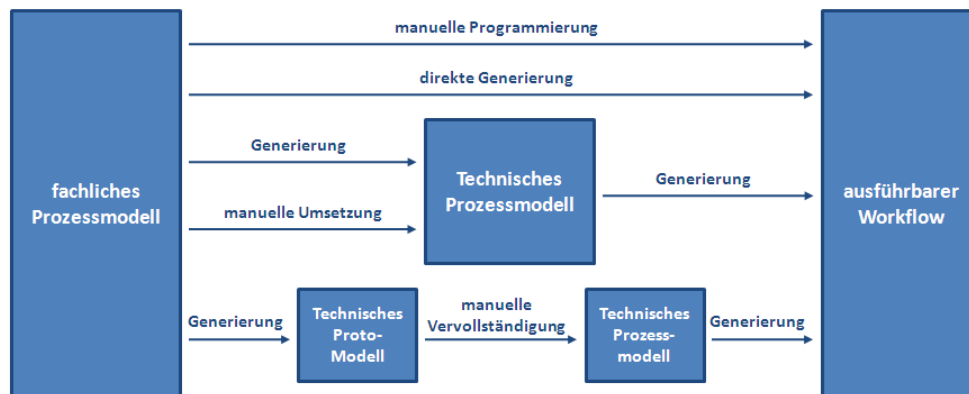 manuelle Programmierung
direkte Generierung
fachliches
Prozessmodell
Generierung
manuelle Umsetzung
Technisches
Prozessmodell
Generierung
ausführbarer
Workflow
Generierung
Technisches
Proto-
Modell
manuelle
Vervollständigung
Technisches
Prozess-
modell
Generierung